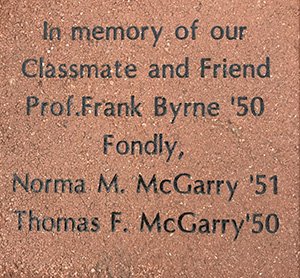 In memory of our
Classmate and Friend
Prof.Frank Byrne '50
Fondly,
Norma M. McGarry '51
Thomas F. McGarry'50